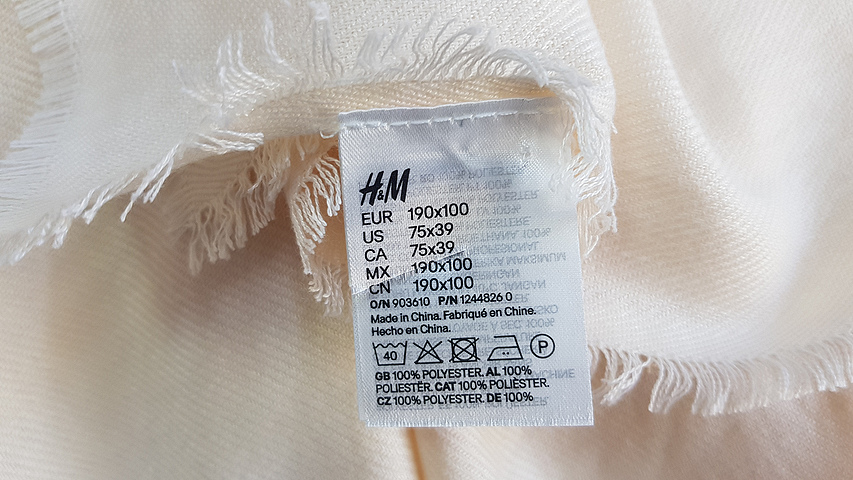 H&M
EUR 190x100
US 75x39
CA 75x39
MX 190x100
CN 190x100
O/N 903610 P/N 1244826 0
Made in China. Fabriqué en Chine.
Hecho en China.
40 P
GB 100% POLYESTER. AL 100%
POLIESTËR. CAT 100% POLIÈSTER.
CZ 100% POLYESTER. DE 100%